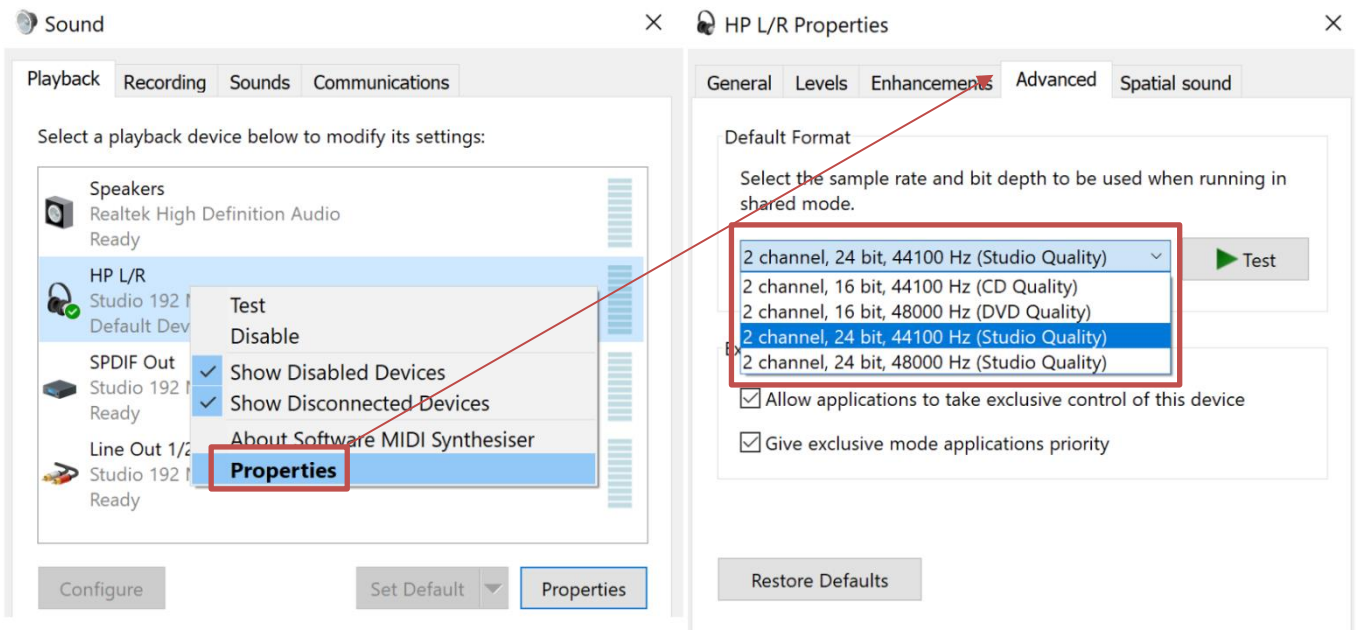 Sound
Playback
Recording
Sounds
Communications
Select a playback device below to modify its settings:
Speakers
Realtek High Definition Audio
Ready
HP L/R
Studio 192
Default Dev
SPDIF Out
Studio 192
Ready
Line Out 1/2
Studio 192
Ready
Test
Disable
Show Disabled Devices
Show Disconnected Devices
About Software MIDI Synthesiser
Properties
Configure
Set Default
Properties
HP L/R Properties
General
Levels
Enhancements
Advanced
Spatial sound
Default Format
Select the sample rate and bit depth to be used when running in
shared mode.
2 channel, 24 bit, 44100 Hz (Studio Quality)
Test
2 channel, 16 bit, 44100 Hz (CD Quality)
2 channel, 16 bit, 48000 Hz (DVD Quality)
2 channel, 24 bit, 44100 Hz (Studio Quality)
2 channel, 24 bit, 48000 Hz (Studio Quality)
Allow applications to take exclusive control of this device
Give exclusive mode applications priority
Restore Defaults